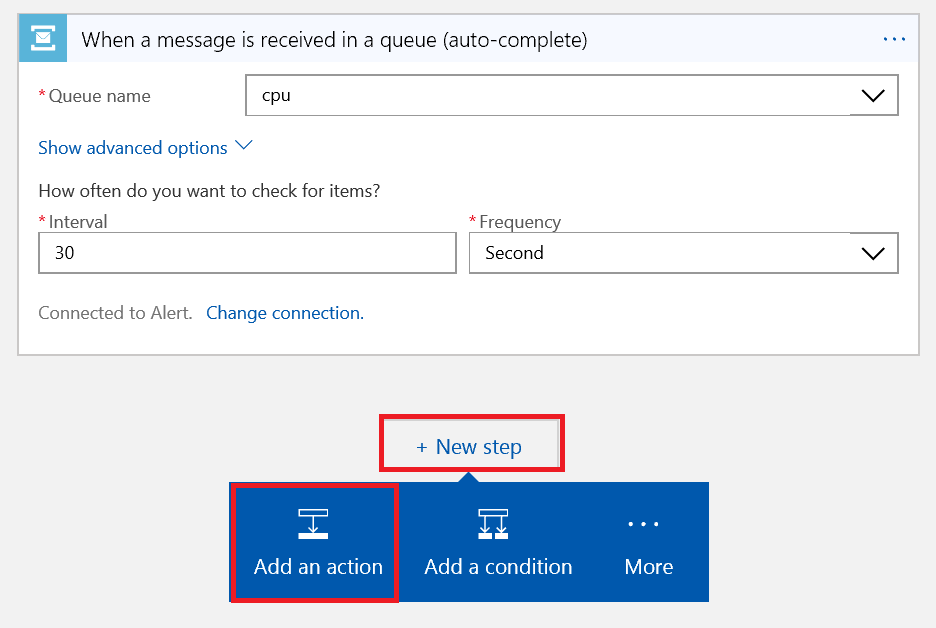 When a message is received in a queue (auto-complete)
* Queue name
cpu
Show advanced options
How often do you want to check for items?
* Interval
* Frequency
30
Second
Connected to Alert. Change connection.
+ New step
Add an action
Add a condition
More